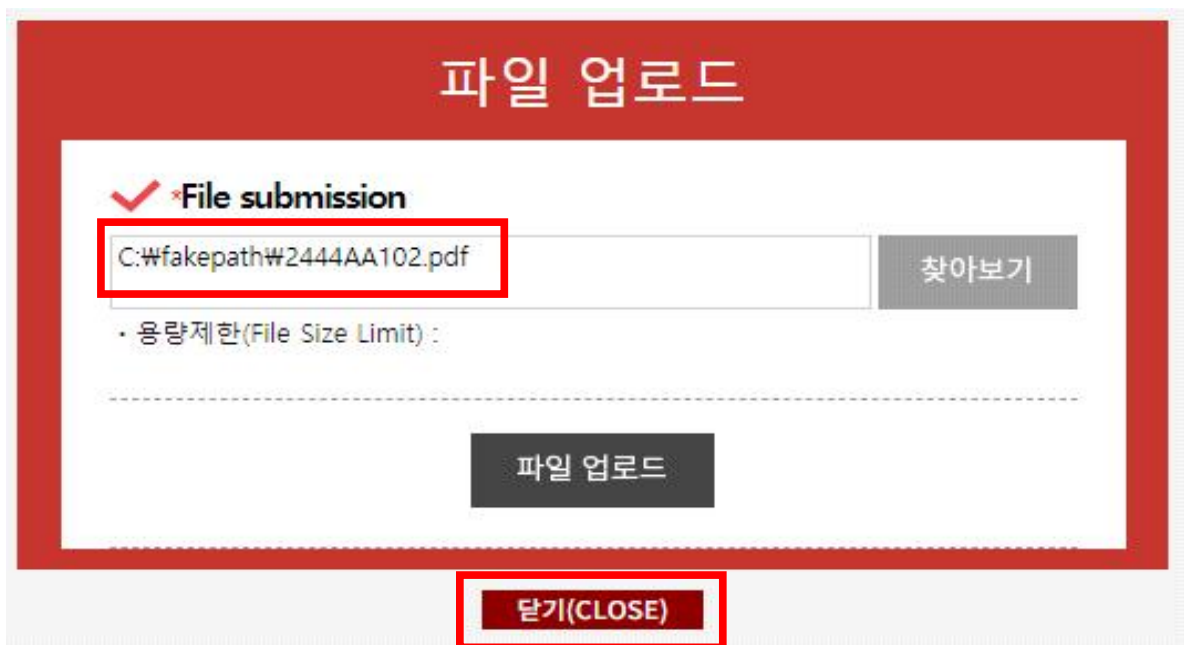 파일 업로드
*File submission
C:₩fakepath₩2444AA102.pdf
찾아보기
· 용량제한(File Size Limit) :
파일 업로드
닫기(CLOSE)